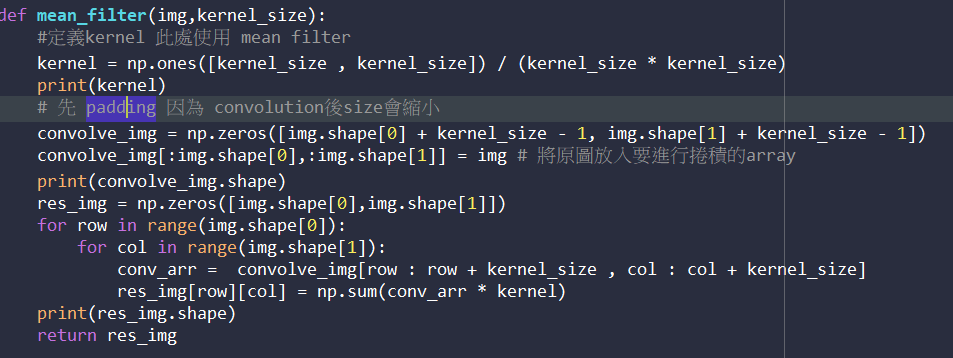 def mean_filter(img,kernel_size):
    #定義kernel 此處使用 mean filter
    kernel = np.ones([kernel_size , kernel_size]) / (kernel_size * kernel_size)
    print(kernel)
    # 先 padding 因為 convolution後size會縮小
    convolve_img = np.zeros([img.shape[0] + kernel_size - 1, img.shape[1] + kernel_size - 1])
    convolve_img[:img.shape[0],:img.shape[1]] = img # 將原圖放入要進行捲積的array
    print(convolve_img.shape)
    res_img = np.zeros([img.shape[0],img.shape[1]])
    for row in range(img.shape[0]):
        for col in range(img.shape[1]):
            conv_arr =  convolve_img[row : row + kernel_size , col : col + kernel_size]
            res_img[row][col] = np.sum(conv_arr * kernel)
    print(res_img.shape)
    return res_img